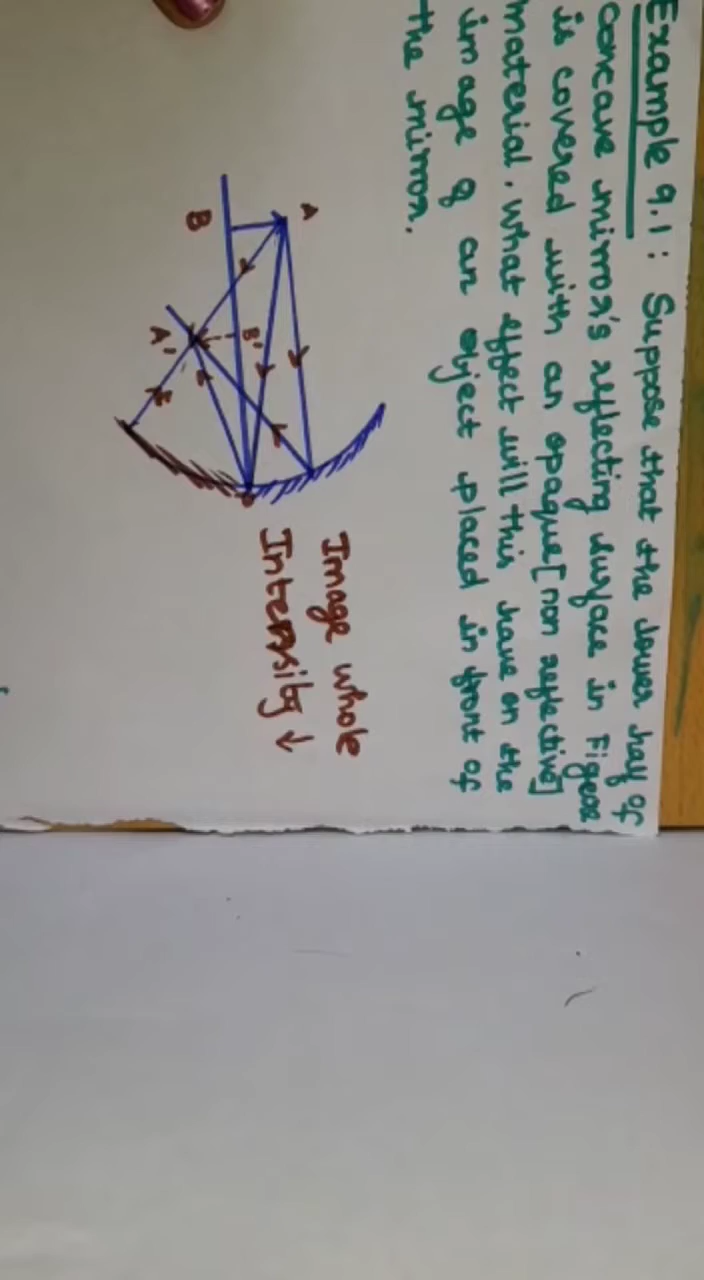 Example 9.1: Suppose that the lower half of
concave mirror's reflecting surface in Figure
is covered with an opaque [non reflective]
material. What effect will this have on the
image of an object placed in front of
the mirror.
A
B
B'
A'
Image whole
Intensity ↓